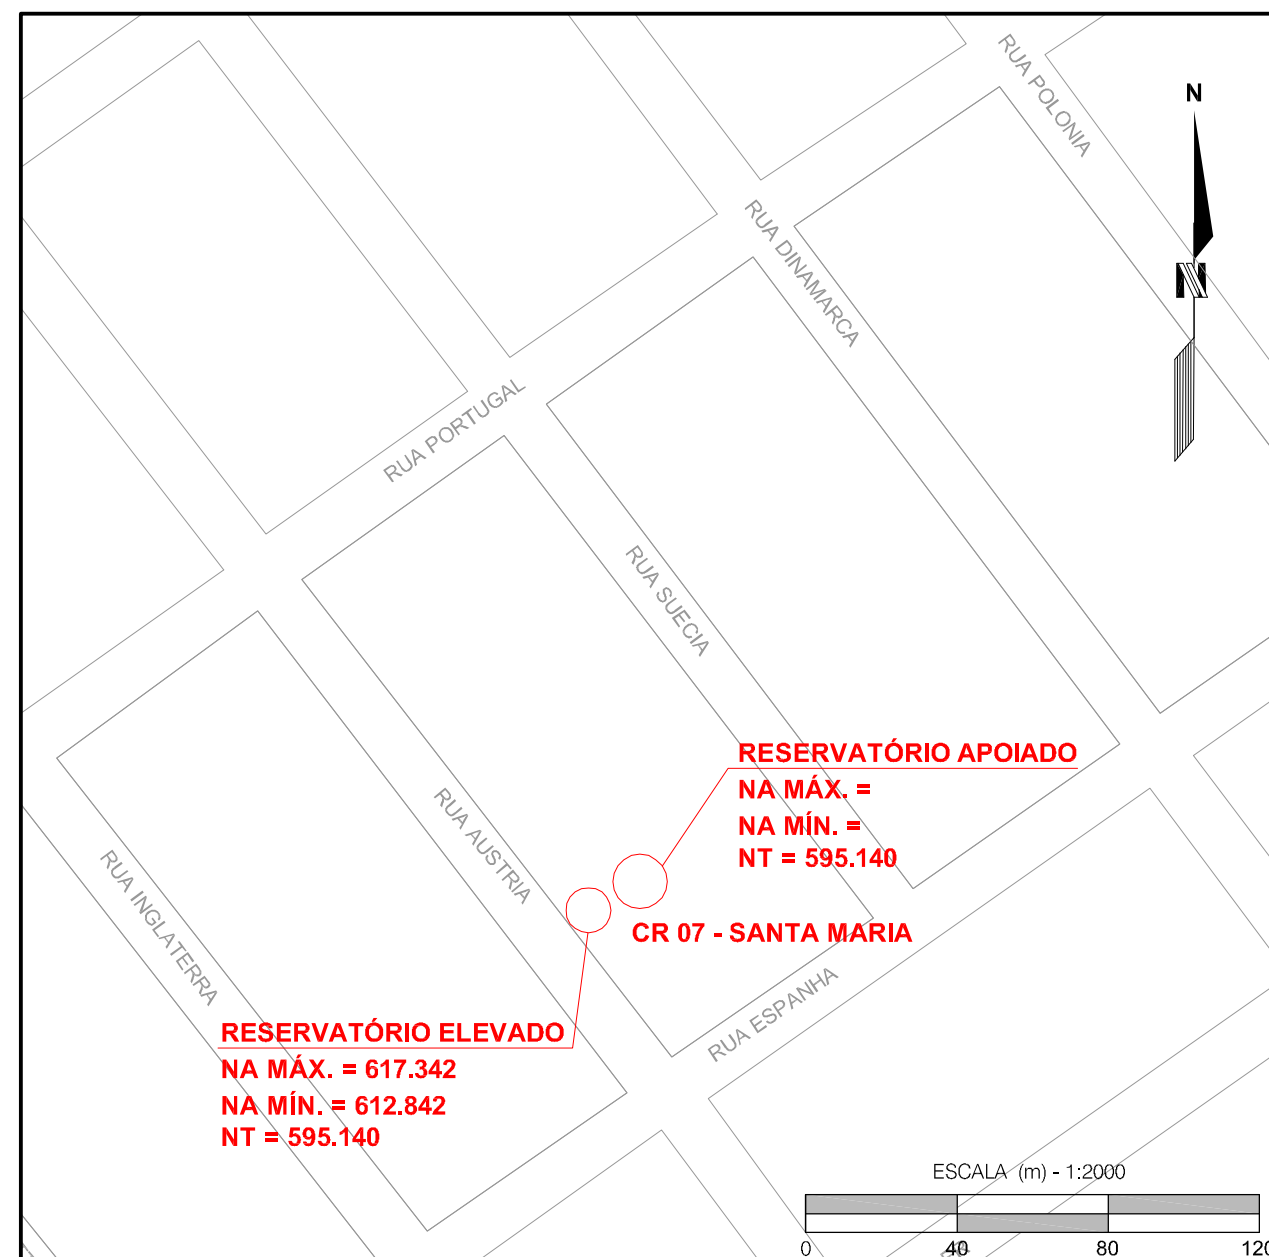 RUA POLONIA
N
RUA DINAMARCA
N
RUA PORTUGAL
RUA SUECIA
RESERVATÓRIO APOIADO
NA MÁX. =
NA MÍN. =
NT = 595.140
RUA AUSTRIA
RUA INGLATERRA
CR 07 - SANTA MARIA
RUA ESPANHA
RESERVATÓRIO ELEVADO
NA MÁX. = 617.342
NA MÍN. = 612.842
NT = 595.140
ESCALA (m) - 1:2000
0 40 80 120